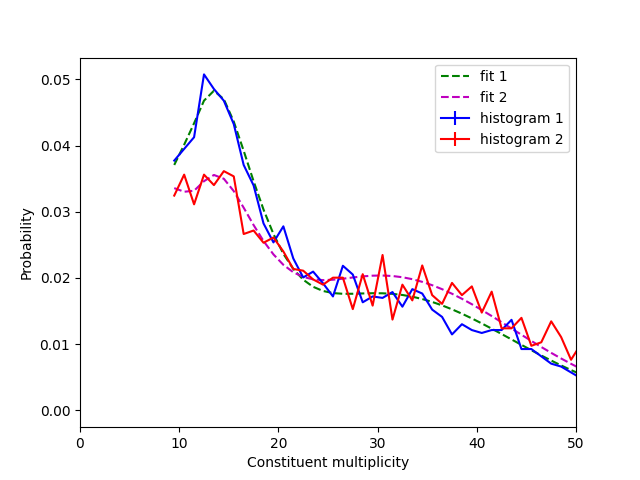 fit 1
fit 2
histogram 1
histogram 2
0.05
0.04
0.03
0.02
0.01
0.00
Probability
0 10 20 30 40 50
Constituent multiplicity